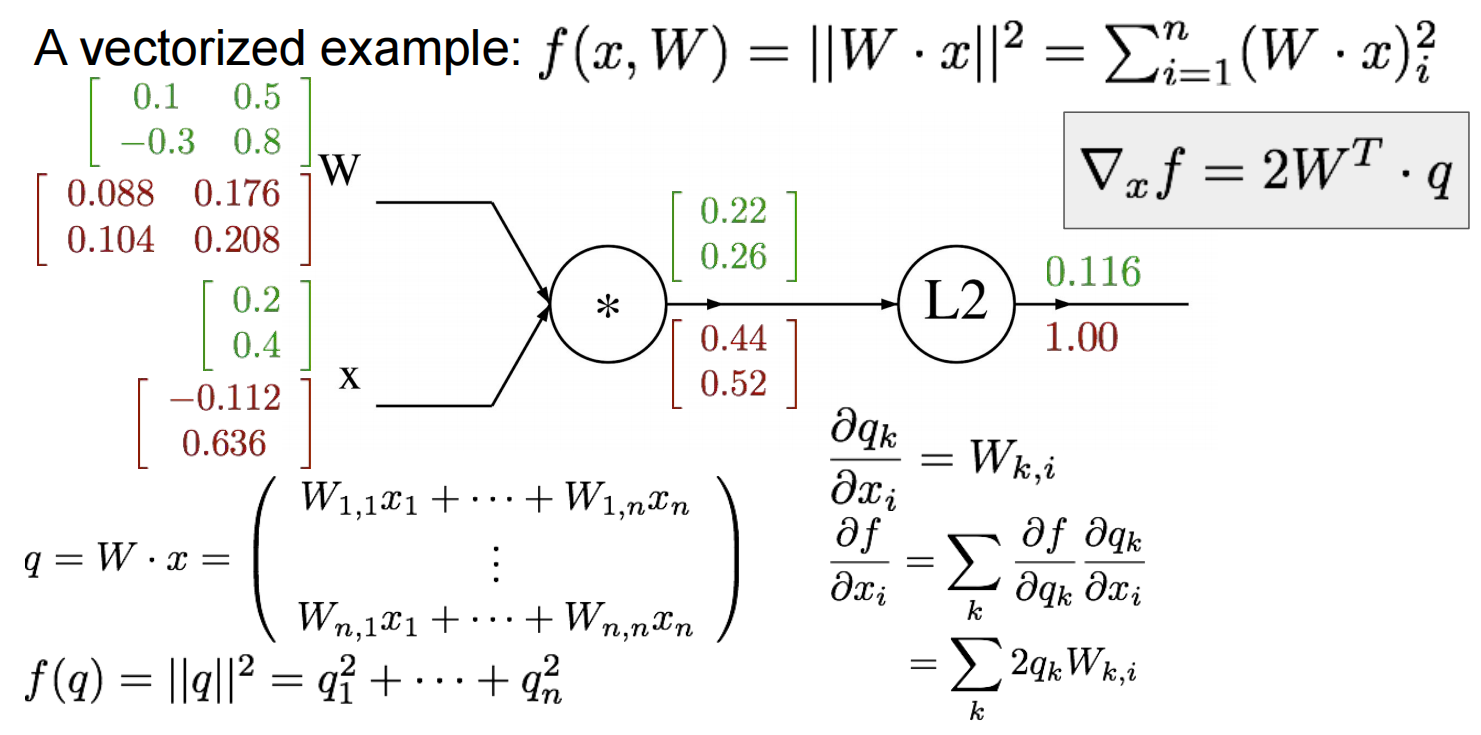 A vectorized example: f(x, W) = ||W · x||² = ∑ᵢ₌₁ⁿ (W · x)ᵢ²
[ 0.1 0.5
−0.3 0.8 ]
W
[ 0.088 0.176
0.104 0.208 ]
∇ₓf = 2Wᵀ · q
[ 0.2
0.4 ]
x
[ −0.112
0.636 ]
*
[ 0.22
0.26 ]
[ 0.44
0.52 ]
L2
0.116
1.00
q = W · x = ( W₁,₁x₁ + ··· + W₁,ₙxₙ
⋮
Wₙ,₁x₁ + ··· + Wₙ,ₙxₙ )
f(q) = ||q||² = q₁² + ··· + qₙ²
∂qₖ/∂xᵢ = Wₖ,ᵢ
∂f/∂xᵢ = ∑ₖ ∂f/∂qₖ ∂qₖ/∂xᵢ
= ∑ₖ 2qₖWₖ,ᵢ